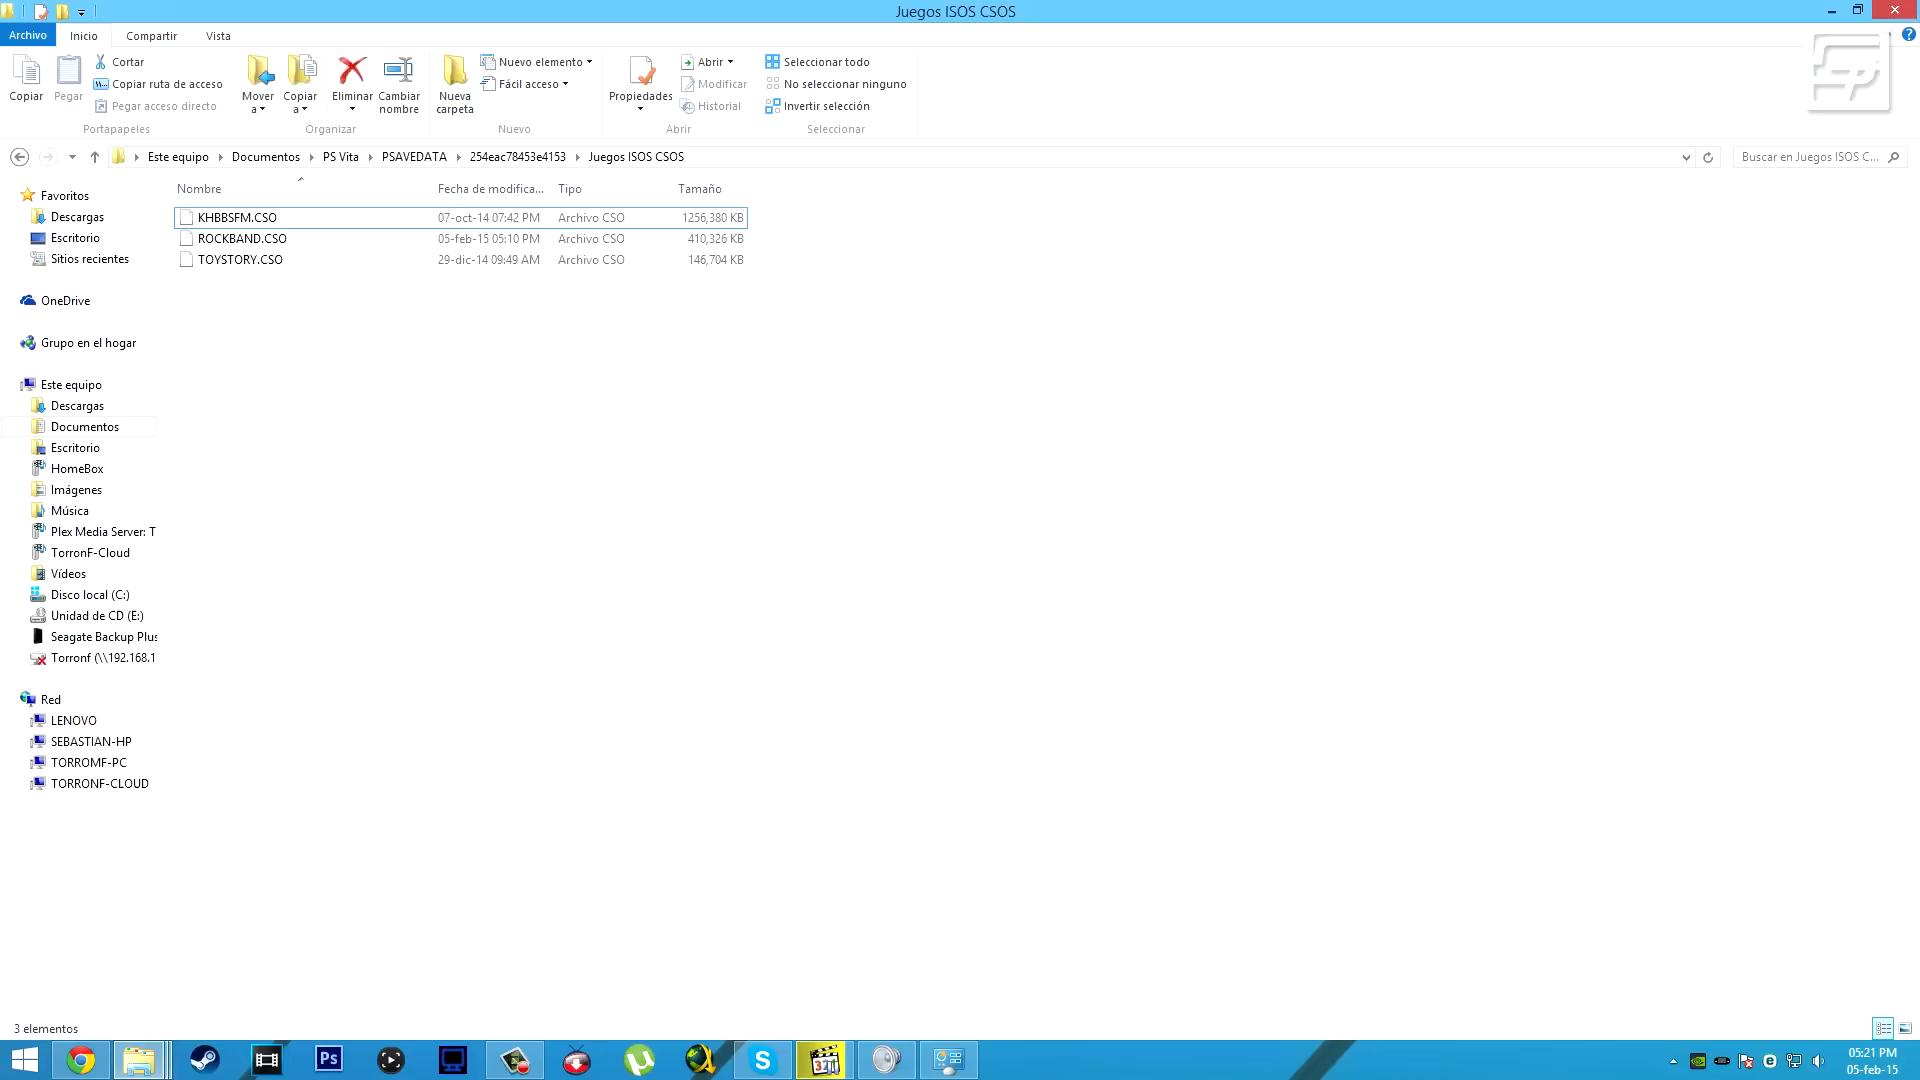 Juegos ISOS CSOS
Archivo Inicio Compartir Vista
Copiar
Pegar
Cortar
Copiar ruta de acceso
Pegar acceso directo
Portapapeles
Mover a
Copiar a
Eliminar
Cambiar nombre
Organizar
Nueva carpeta
Nuevo elemento
Fácil acceso
Nuevo
Propiedades
Abrir
Modificar
Historial
Abrir
Seleccionar todo
No seleccionar ninguno
Invertir selección
Seleccionar
Este equipo Documentos PS Vita PSAVEDATA 254eac78453e4153 Juegos ISOS CSOS
Buscar en Juegos ISOS C...
Nombre Fecha de modifica... Tipo Tamaño
KHBBSFM.CSO 07-oct-14 07:42 PM Archivo CSO 1256,380 KB
ROCKBAND.CSO 05-feb-15 05:10 PM Archivo CSO 410,326 KB
TOYSTORY.CSO 29-dic-14 09:49 AM Archivo CSO 146,704 KB
Favoritos
Descargas
Escritorio
Sitios recientes
OneDrive
Grupo en el hogar
Este equipo
Descargas
Documentos
Escritorio
HomeBox
Imágenes
Música
Plex Media Server: T
TorronF-Cloud
Vídeos
Disco local (C:)
Unidad de CD (E:)
Seagate Backup Plus
Torronf (\\192.168.1
Red
LENOVO
SEBASTIAN-HP
TORROMF-PC
TORRONF-CLOUD
3 elementos
Ps
321
05:21 PM
05-feb-15